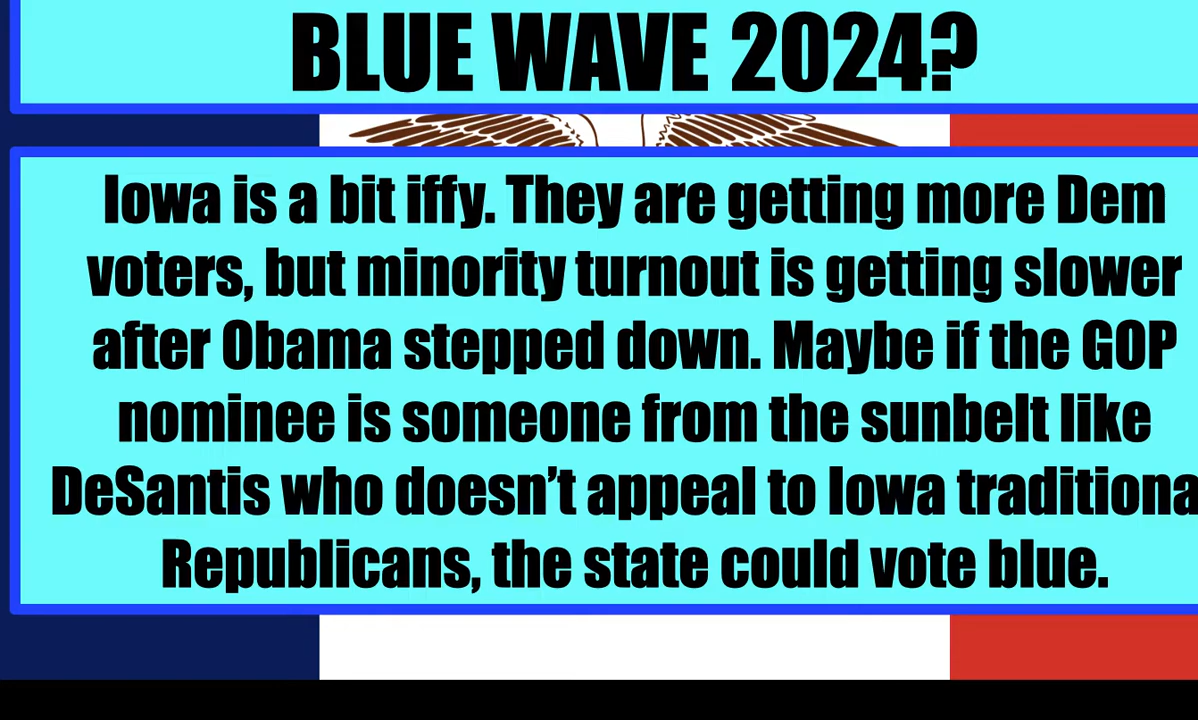 BLUE WAVE 2024?
Iowa is a bit iffy. They are getting more Dem
voters, but minority turnout is getting slower
after Obama stepped down. Maybe if the GOP
nominee is someone from the sunbelt like
DeSantis who doesn't appeal to Iowa traditiona
Republicans, the state could vote blue.